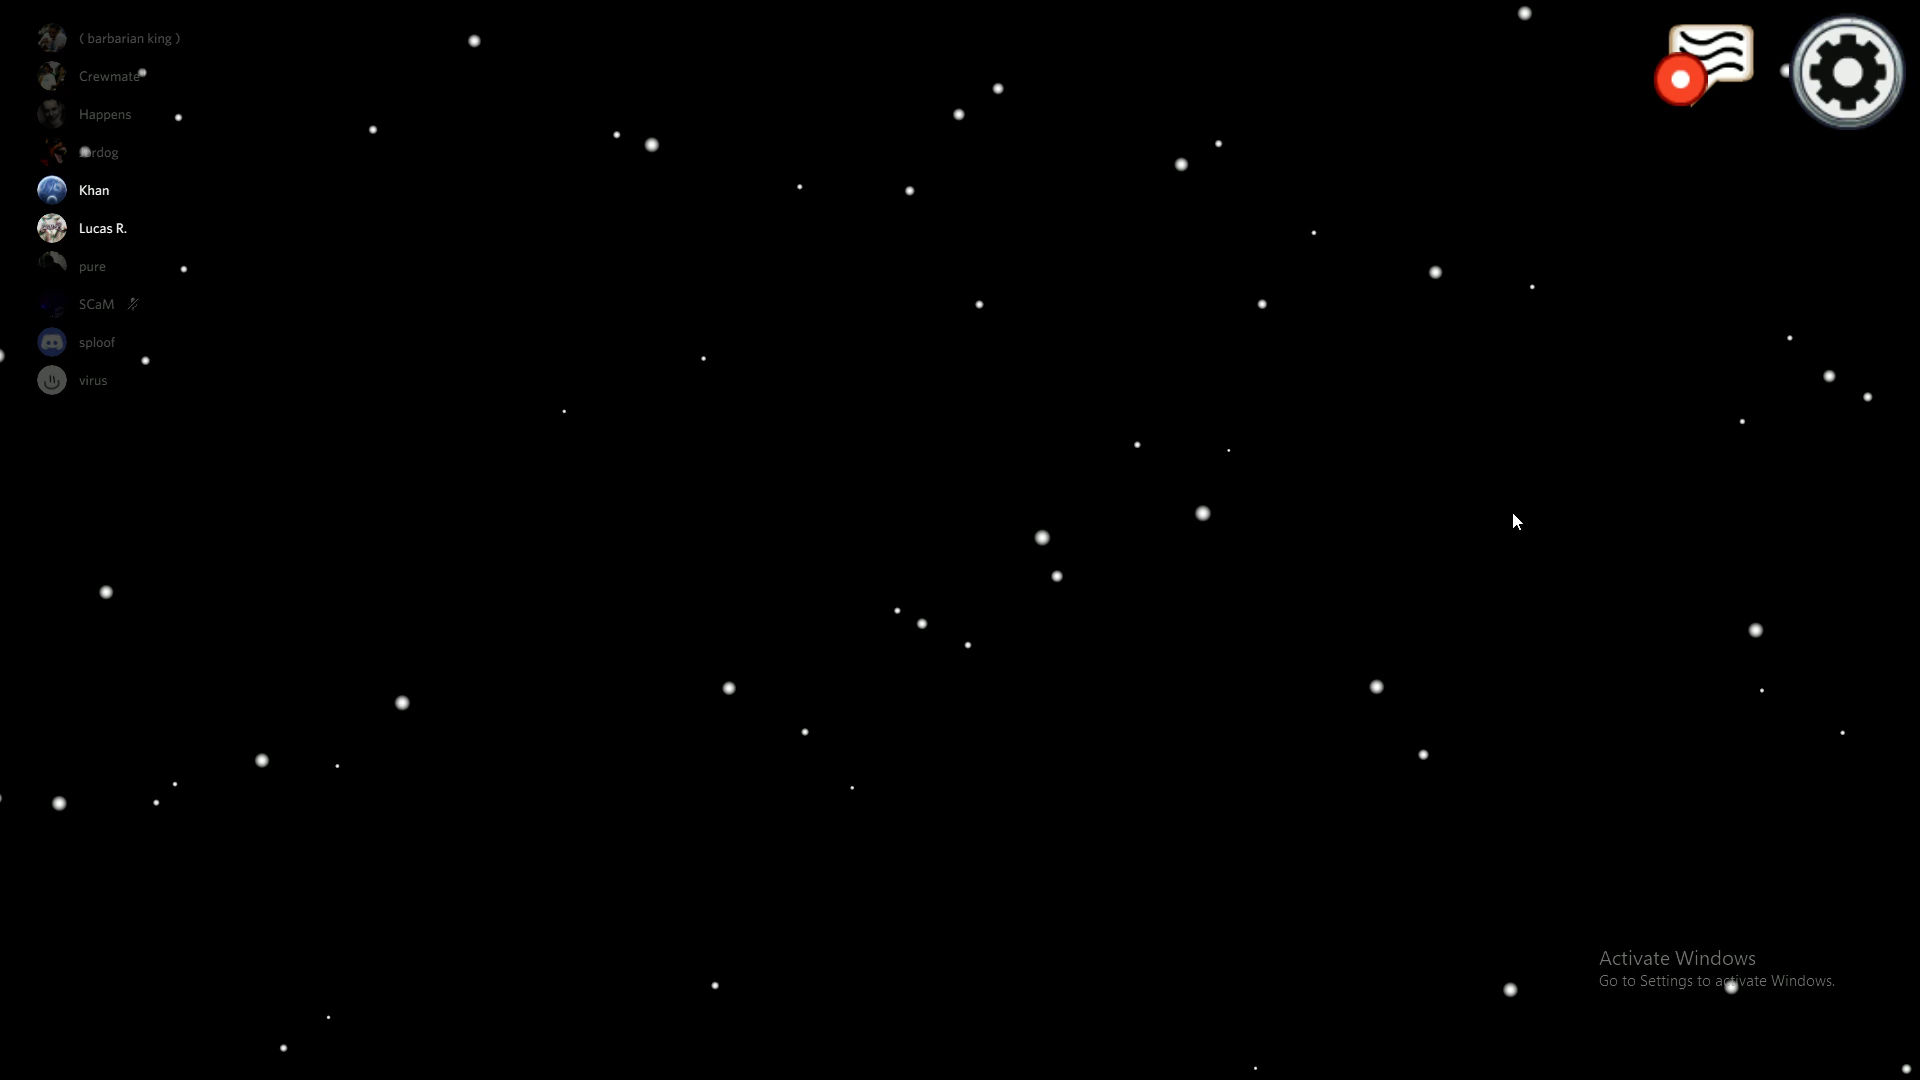 ( barbarian king )
Crewmate
Happens
Khan
Lucas R.
pure
SCaM
sploof
virus
Activate Windows
Go to Settings to activate Windows.